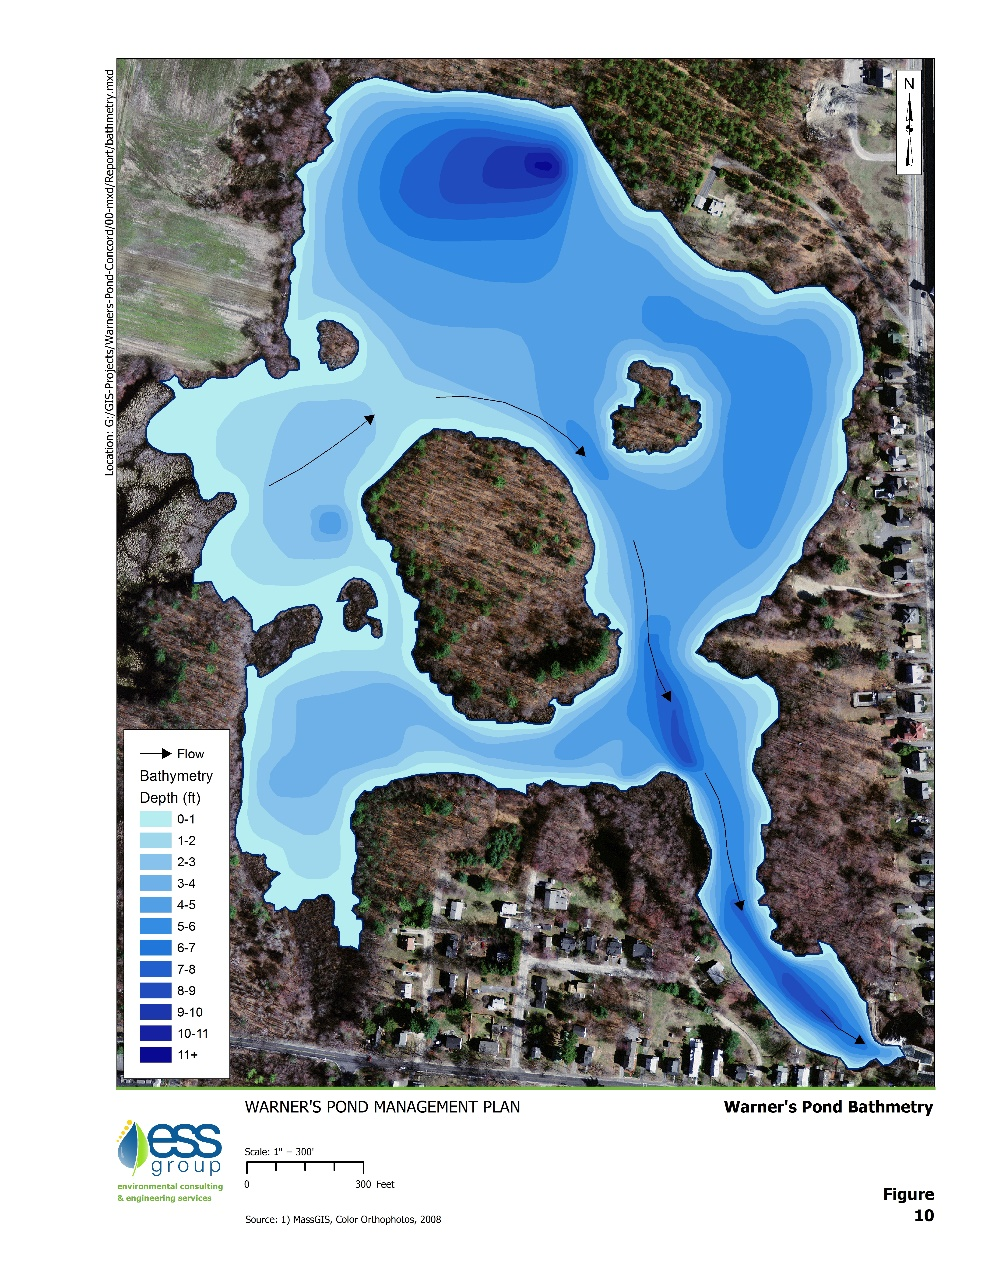 Location: G:/GIS-Projects/Warners-Pond-Concord/00-mxd/Report/bathmetry.mxd
N
Flow
Bathymetry
Depth (ft)
0-1
1-2
2-3
3-4
4-5
5-6
6-7
7-8
8-9
9-10
10-11
11+
WARNER'S POND MANAGEMENT PLAN
Warner's Pond Bathmetry
ess
group
environmental consulting
& engineering services
Scale: 1" = 300'
0 300 Feet
Source: 1) MassGIS, Color Orthophotos, 2008
Figure
10